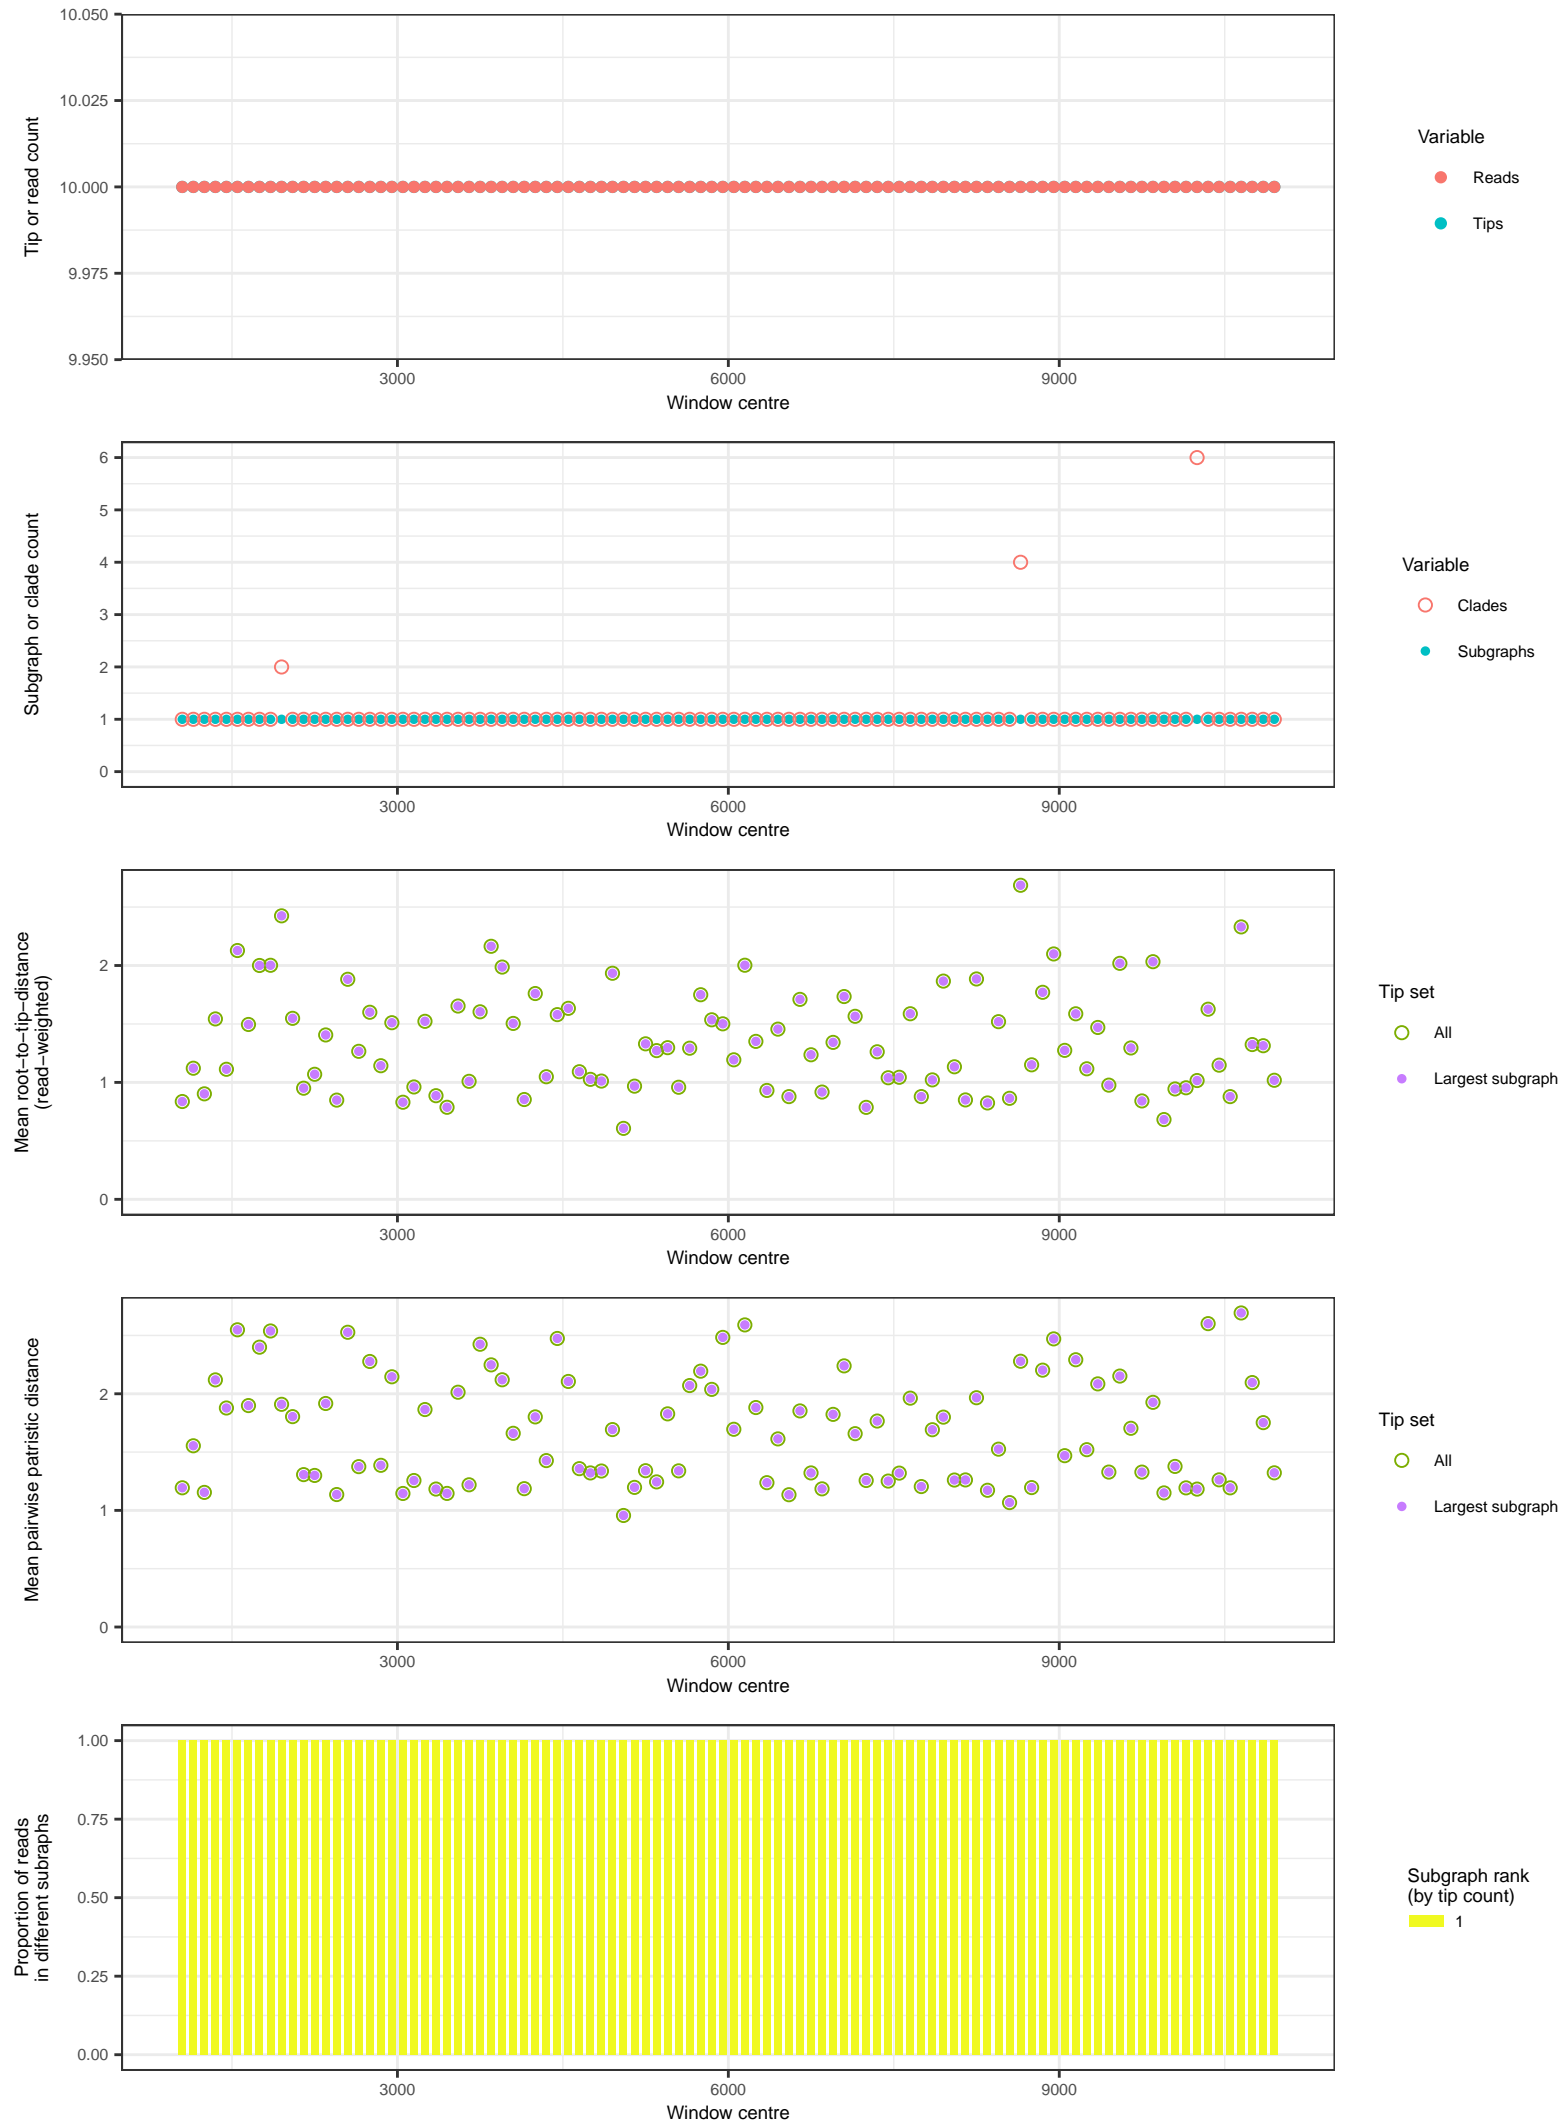 10.050
10.025
10.000
9.975
9.950
Tip or read count
3000
6000
9000
Window centre
Variable
Reads
Tips
6
5
4
3
2
1
0
Subgraph or clade count
3000
6000
9000
Window centre
Variable
Clades
Subgraphs
2
1
0
Mean root−to−tip−distance
(read−weighted)
3000
6000
9000
Window centre
Tip set
All
Largest subgraph
2
1
0
Mean pairwise patristic distance
3000
6000
9000
Window centre
Tip set
All
Largest subgraph
1.00
0.75
0.50
0.25
0.00
Proportion of reads
in different subraphs
3000
6000
9000
Window centre
Subgraph rank
(by tip count)
1